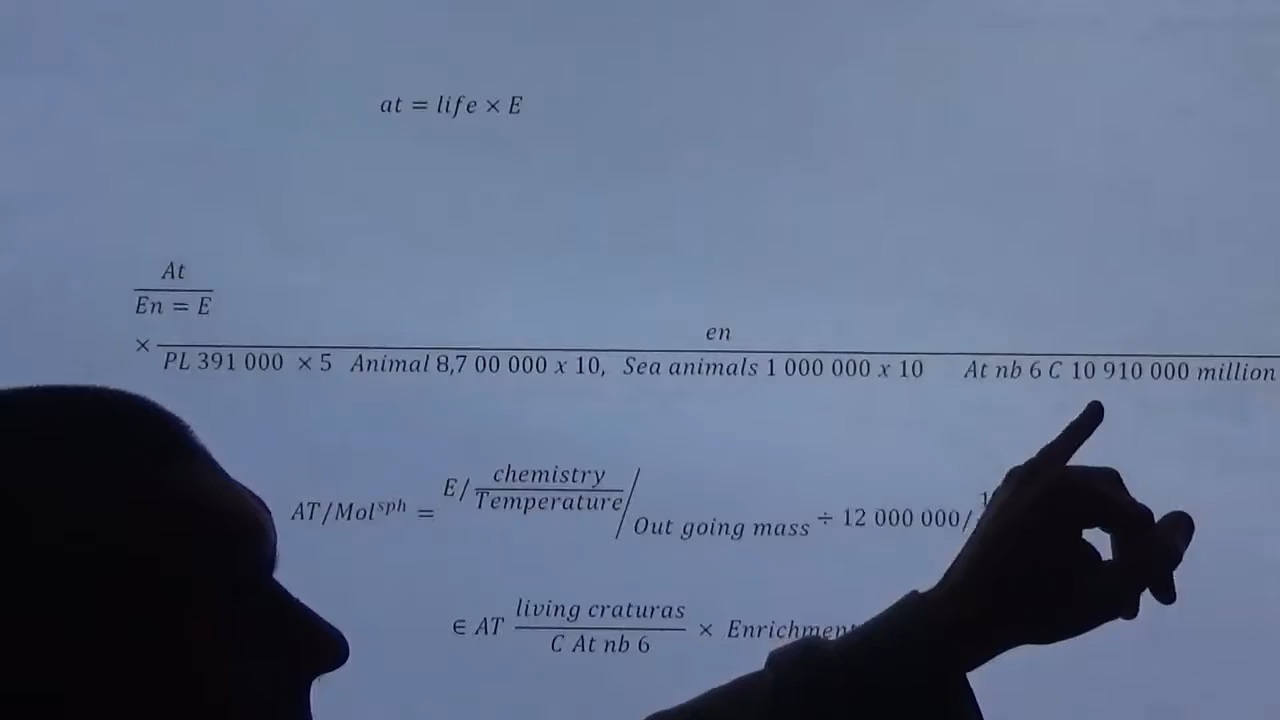 at = life × E
At
En = E
en
× PL 391 000 × 5 Animal 8,7 00 000 x 10, Sea animals 1 000 000 x 10 At nb 6 C 10 910 000 million
AT/Mol^sph = E/ chemistry / Temperature / Out going mass ÷ 12 000 000/
∈ AT living craturas / C At nb 6 × Enrichment